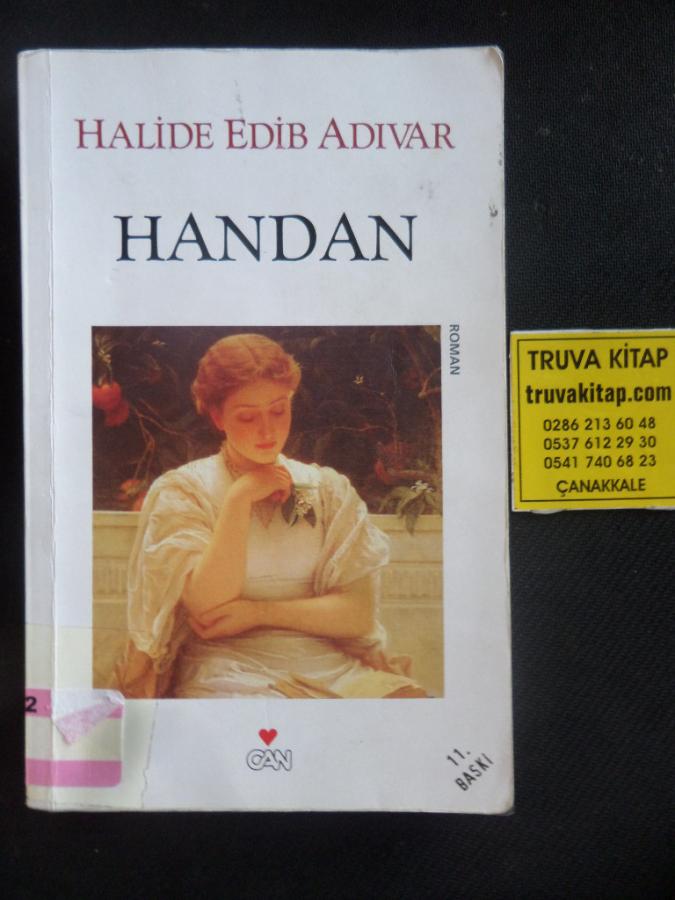 HALİDE EDİB ADIVAR
HANDAN
ROMAN
CAN
11.
BASKI
2
TRUVA KİTAP
truvakitap.com
0286 213 60 48
0537 612 29 30
0541 740 68 23
ÇANAKKALE